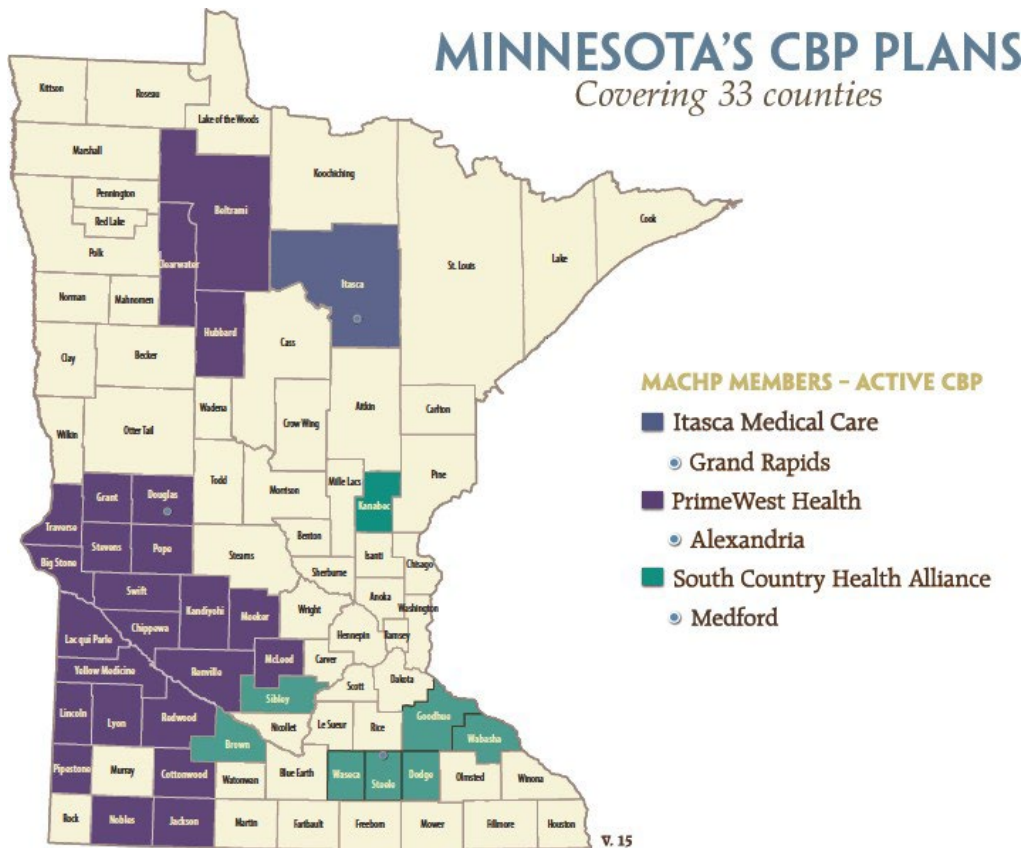 MINNESOTA'S CBP PLANS
Covering 33 counties
Kittson
Roseau
Lake of the Woods
Marshall
Koochiching
Pennington
Beltrami
Red Lake
Cook
Polk
Clearwater
St. Louis
Lake
Itasca
Norman
Mahnomen
Hubbard
Cass
Clay
Becker
Wadena
Aitkin
Carlton
Crow Wing
Wilkin
Otter Tail
Pine
Todd
Mille Lacs
Morrison
Grant
Douglas
Kanabec
Traverse
Benton
Stevens
Pope
Stearns
Isanti
Big Stone
Chisago
Sherburne
Swift
Anoka
Kandiyohi
Meeker
Wright
Washington
Chippewa
Hennepin
Ramsey
Lac qui Parle
McLeod
Carver
Yellow Medicine
Renville
Dakota
Scott
Sibley
Lincoln
Lyon
Redwood
Goodhue
Nicollet
Le Sueur
Rice
Wabasha
Brown
Pipestone
Murray
Cottonwood
Watonwan
Blue Earth
Waseca
Steele
Dodge
Olmsted
Winona
Rock
Nobles
Jackson
Martin
Faribault
Freeborn
Mower
Fillmore
Houston
V. 15
MACHP MEMBERS – ACTIVE CBP
Itasca Medical Care
Grand Rapids
PrimeWest Health
Alexandria
South Country Health Alliance
Medford